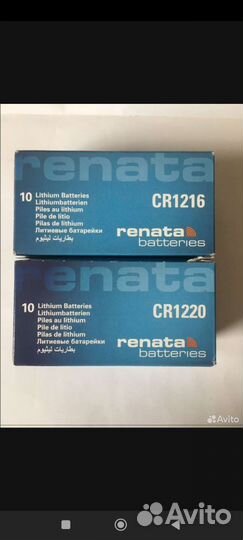 renata
10 Lithium Batteries
Lithiumbatterien
Piles au lithium
Pile de litio
Pilas de lithium
Литиевые батарейки
بطاريات ليثيوم
CR1216
renata
batteries
renata
10 Lithium Batteries
Lithiumbatterien
Piles au lithium
Pile de litio
Pilas de lithium
Литиевые батарейки
بطاريات ليثيوم
CR1220
renata
batteries
Avito
Avito